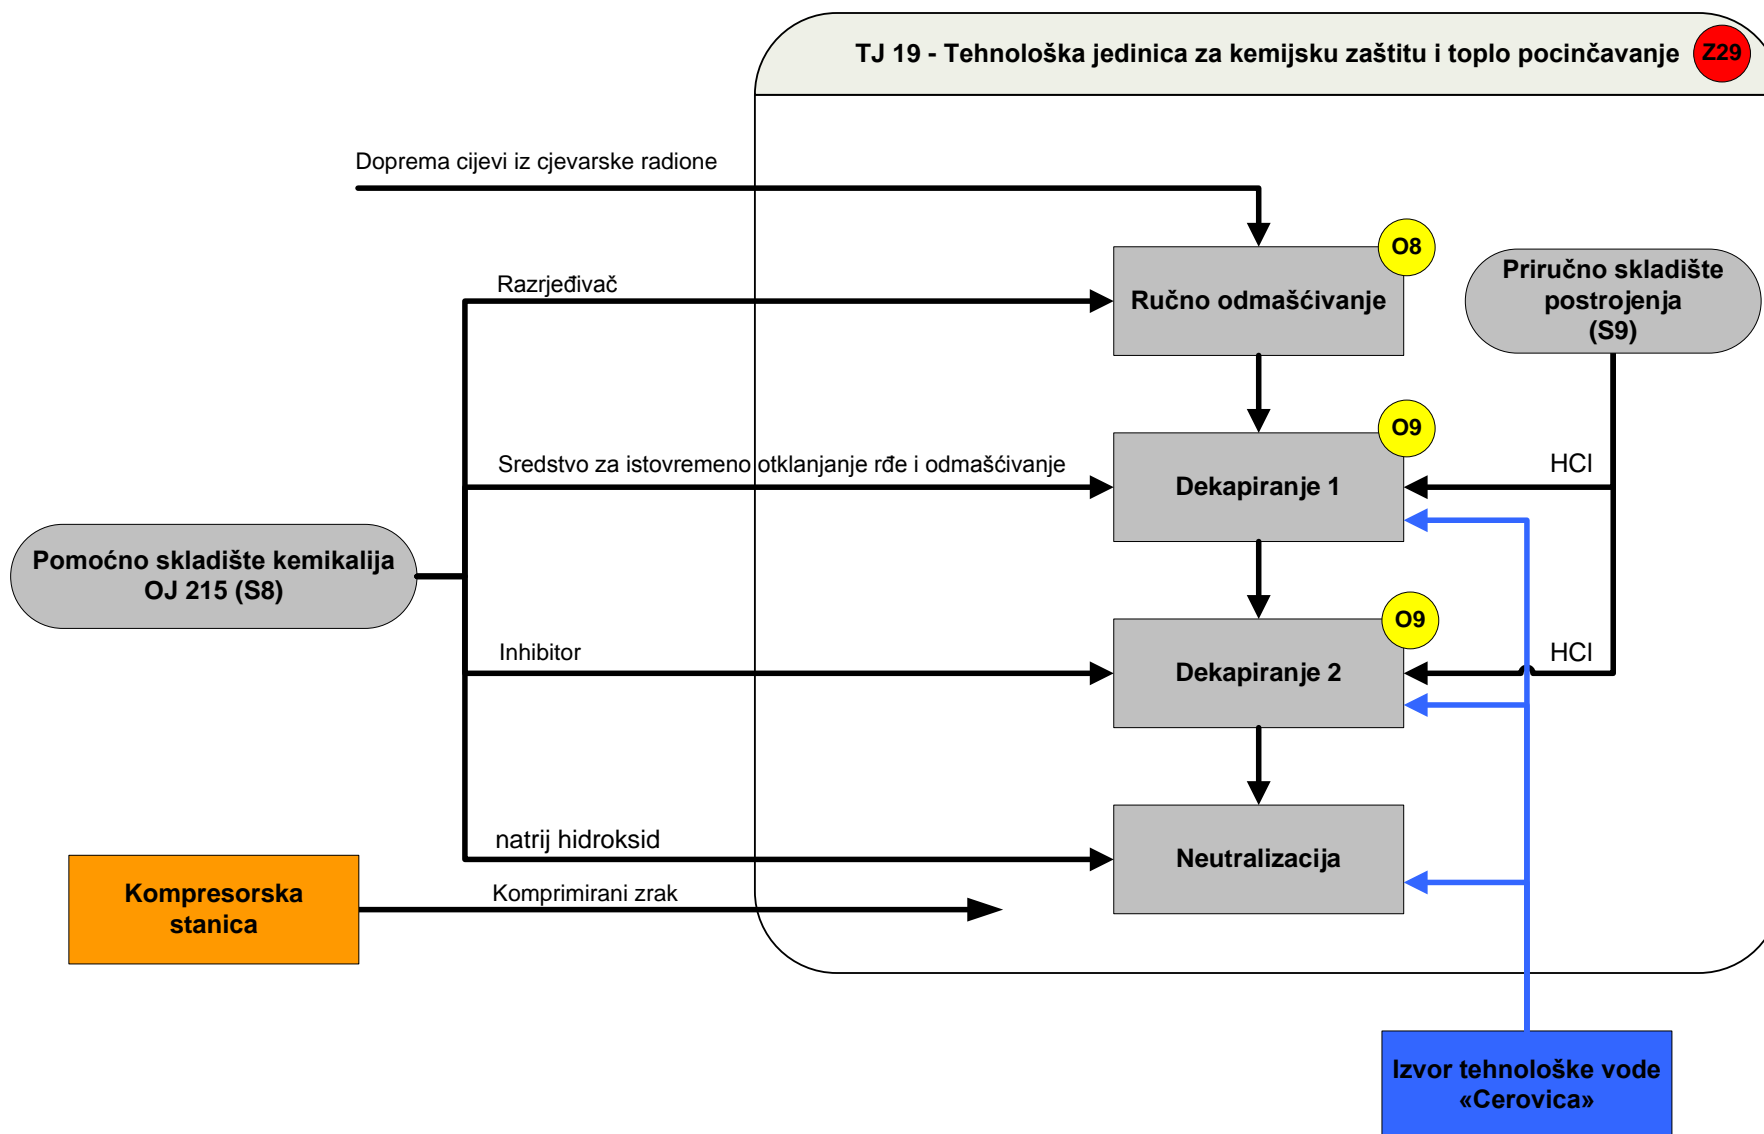 TJ 19 - Tehnološka jedinica za kemijsku zaštitu i toplo pocinčavanje
Z29
Doprema cijevi iz cjevarske radione
O8
Razrjeđivač
Ručno odmašćivanje
Priručno skladište
postrojenja
(S9)
O9
Sredstvo za istovremeno otklanjanje rđe i odmašćivanje
Dekapiranje 1
HCl
Pomoćno skladište kemikalija
OJ 215 (S8)
O9
Inhibitor
Dekapiranje 2
HCl
natrij hidroksid
Neutralizacija
Kompresorska
stanica
Komprimirani zrak
Izvor tehnološke vode
«Cerovica»